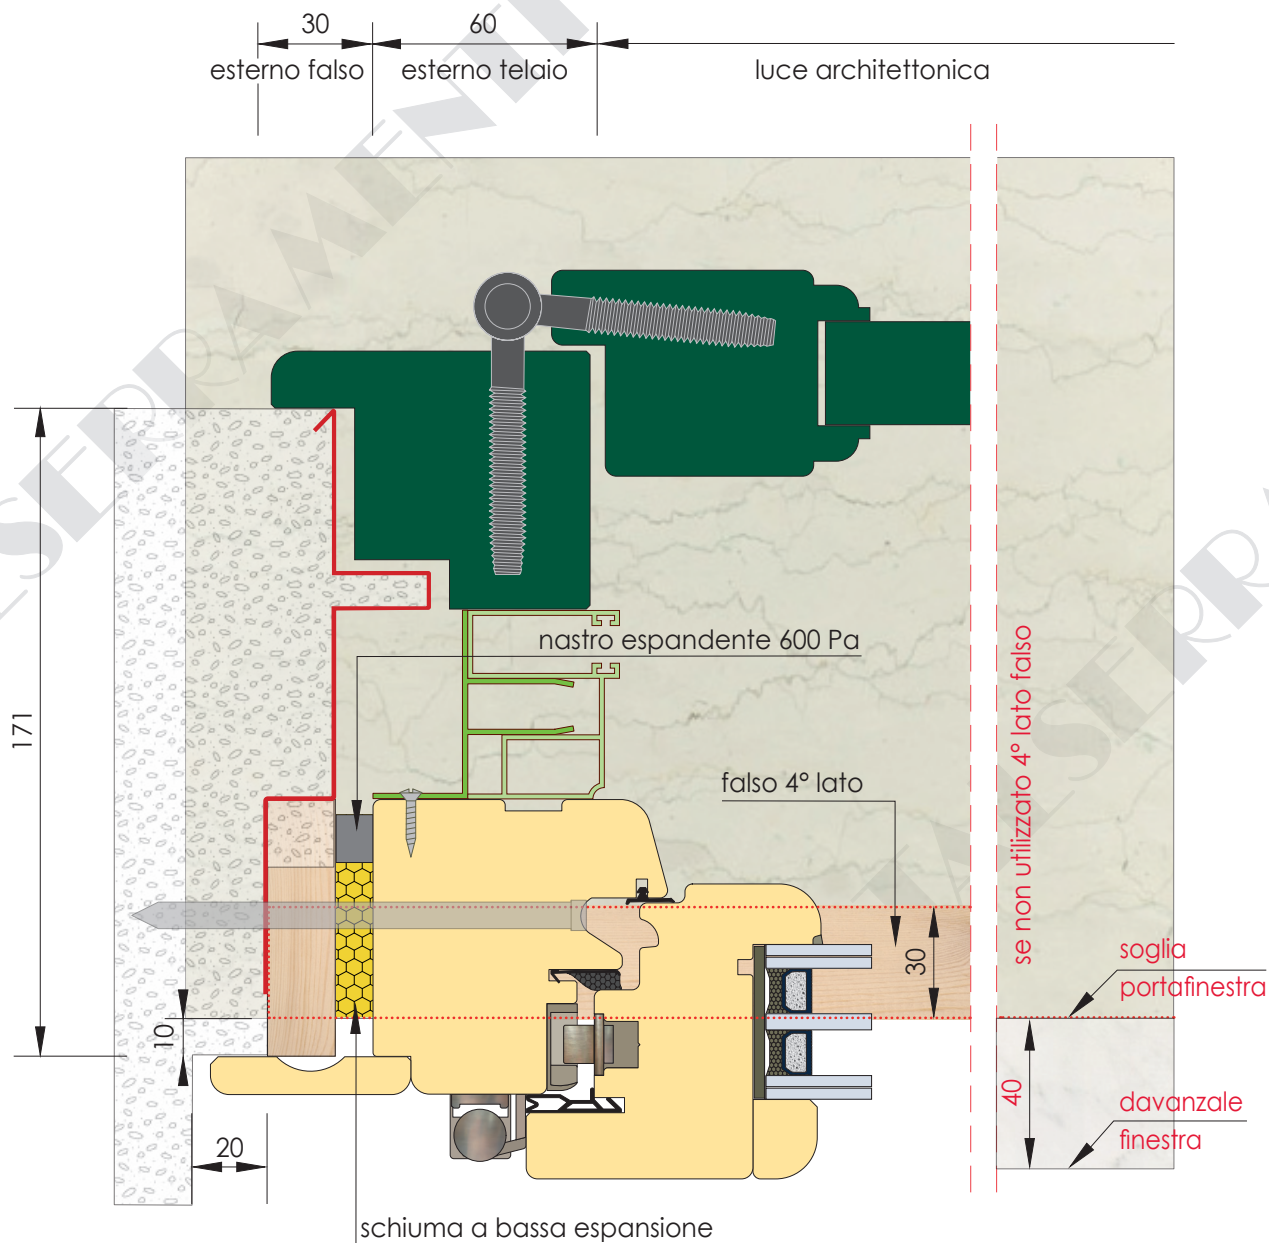 30
60
esterno falso
esterno telaio
luce architettonica
171
nastro espandente 600 Pa
falso 4° lato
se non utilizzato 4° lato falso
30
soglia
portafinestra
10
40
davanzale
finestra
20
schiuma a bassa espansione